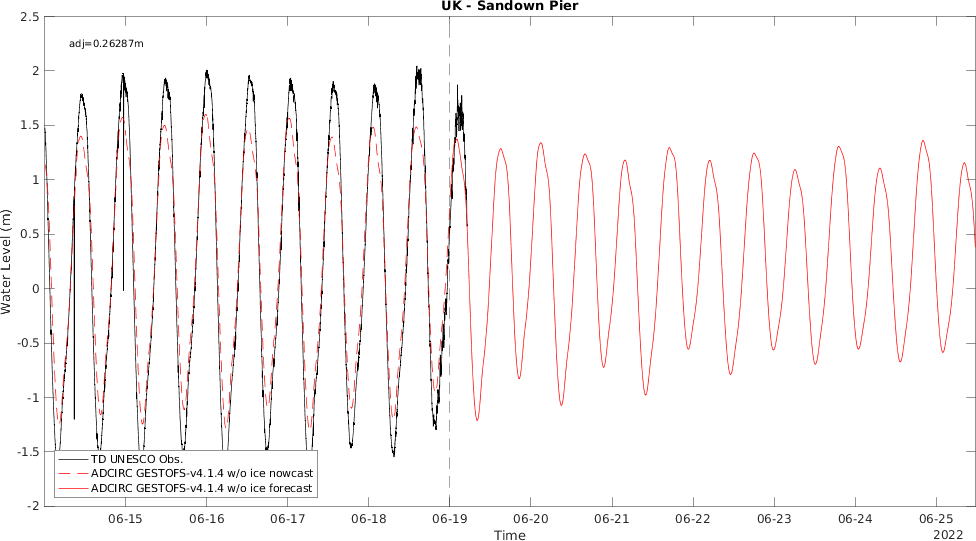 UK - Sandown Pier
adj=0.26287m
2.5
2
1.5
1
0.5
0
-0.5
-1
-1.5
-2
Water Level (m)
TD UNESCO Obs.
ADCIRC GESTOFS-v4.1.4 w/o ice nowcast
ADCIRC GESTOFS-v4.1.4 w/o ice forecast
06-15 06-16 06-17 06-18 06-19 06-20 06-21 06-22 06-23 06-24 06-25
Time
2022